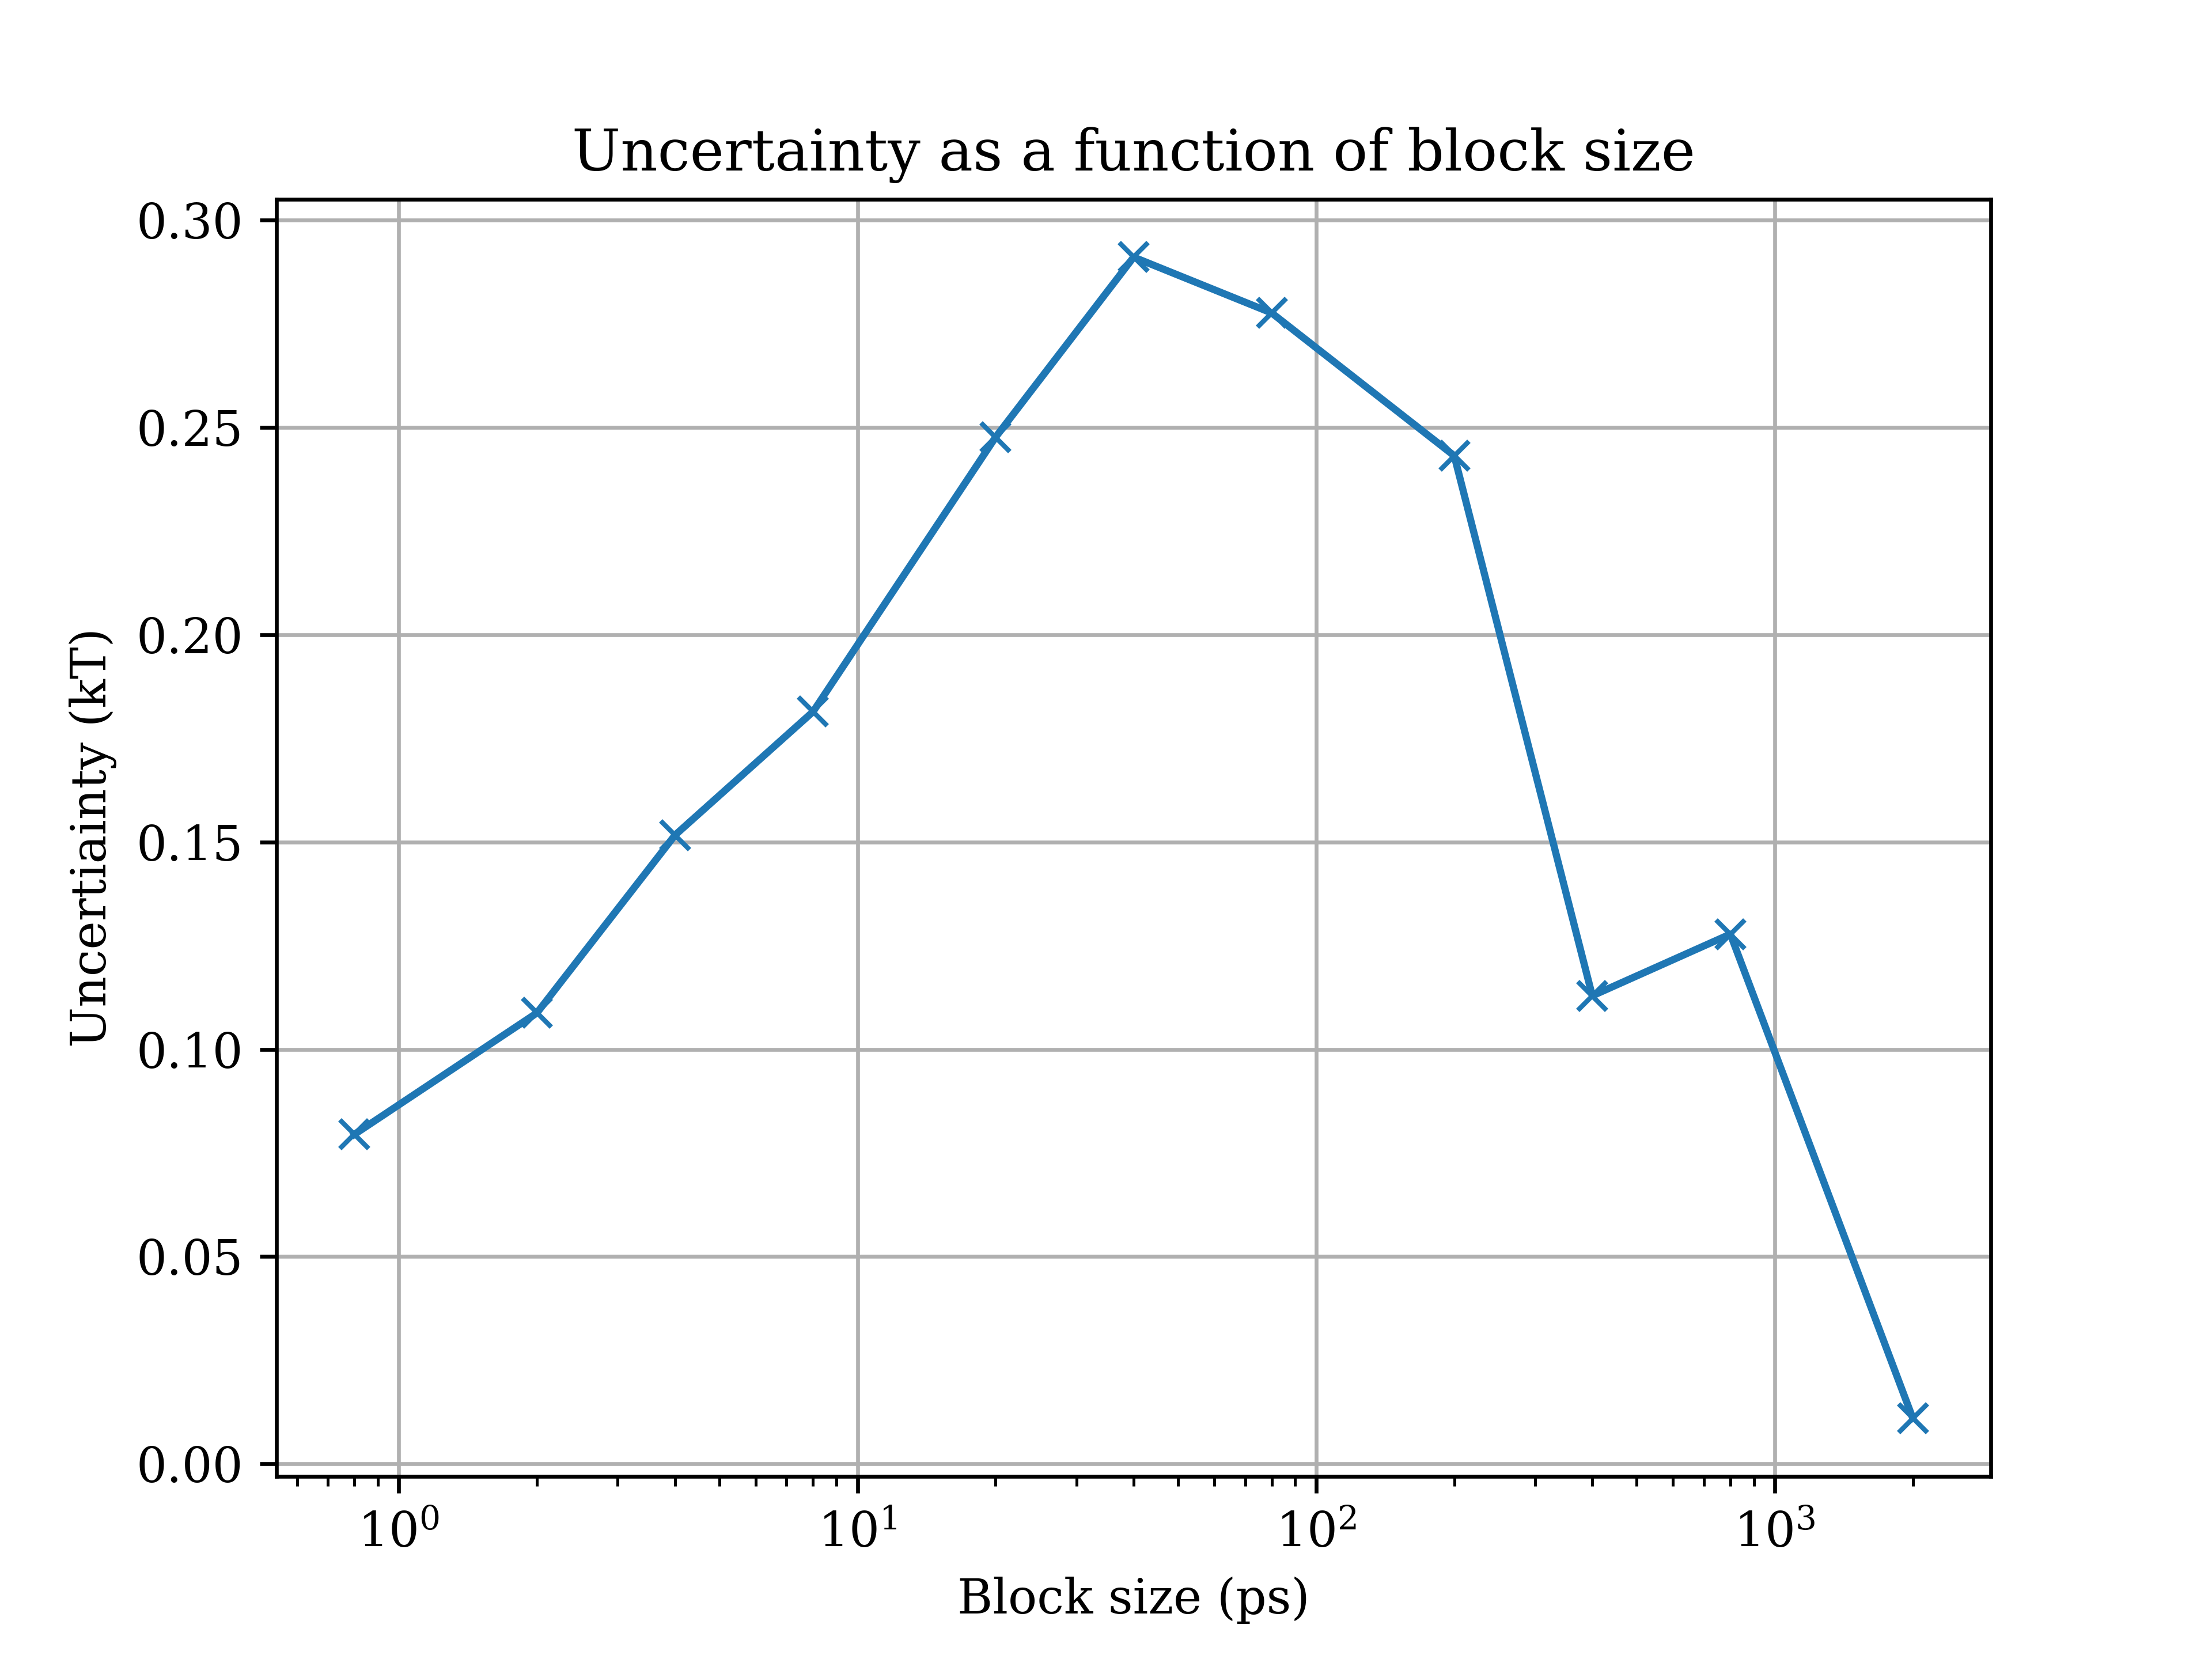 Uncertainty as a function of block size
0.30
0.25
0.20
0.15
0.10
0.05
0.00
Uncertiainty (kT)
10⁰ 10¹ 10² 10³
Block size (ps)